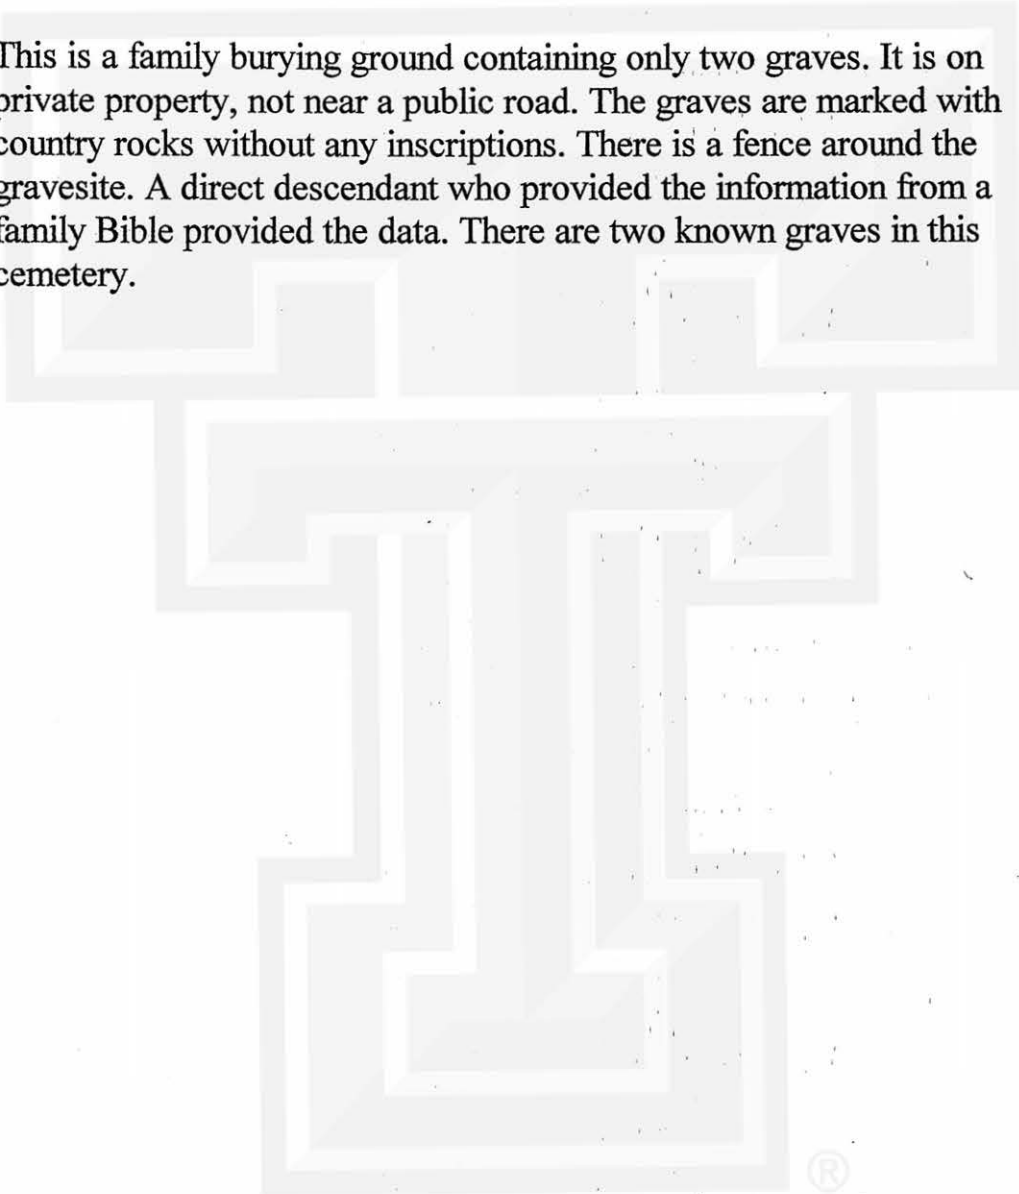 This is a family burying ground containing only two graves. It is on
private property, not near a public road. The graves are marked with
country rocks without any inscriptions. There is a fence around the
gravesite. A direct descendant who provided the information from a
family Bible provided the data. There are two known graves in this
cemetery.
®